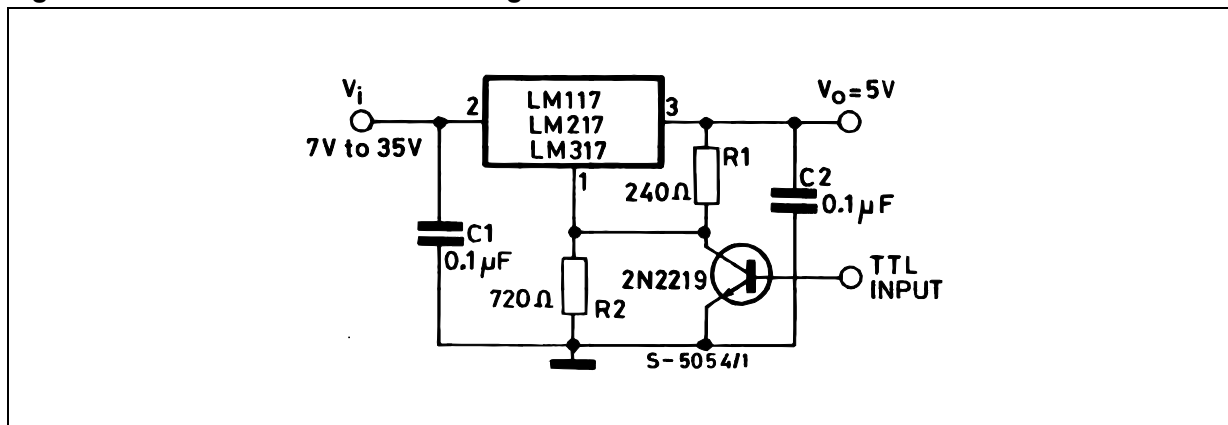 Vi
7V to 35V
2
LM117
LM217
LM317
3
1
Vo=5V
R1
240Ω
C2
0.1µF
C1
0.1µF
720Ω
R2
2N2219
TTL
INPUT
S-5054/1